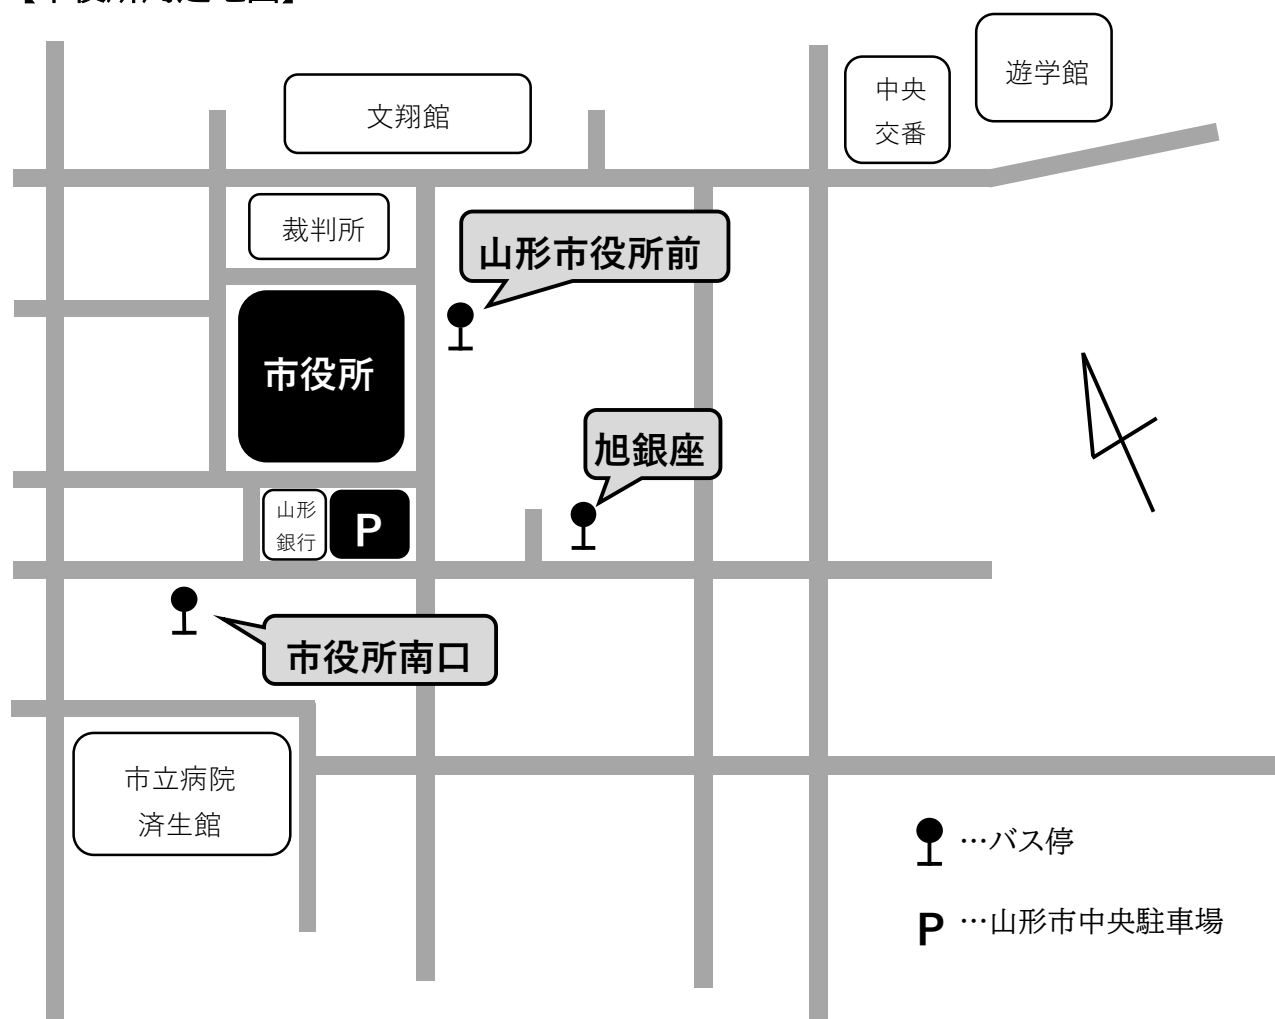 遊学館
中央
交番
文翔館
裁判所
山形市役所前
市役所
旭銀座
山形
銀行
P
市役所南口
市立病院
済生館
…バス停
P …山形市中央駐車場